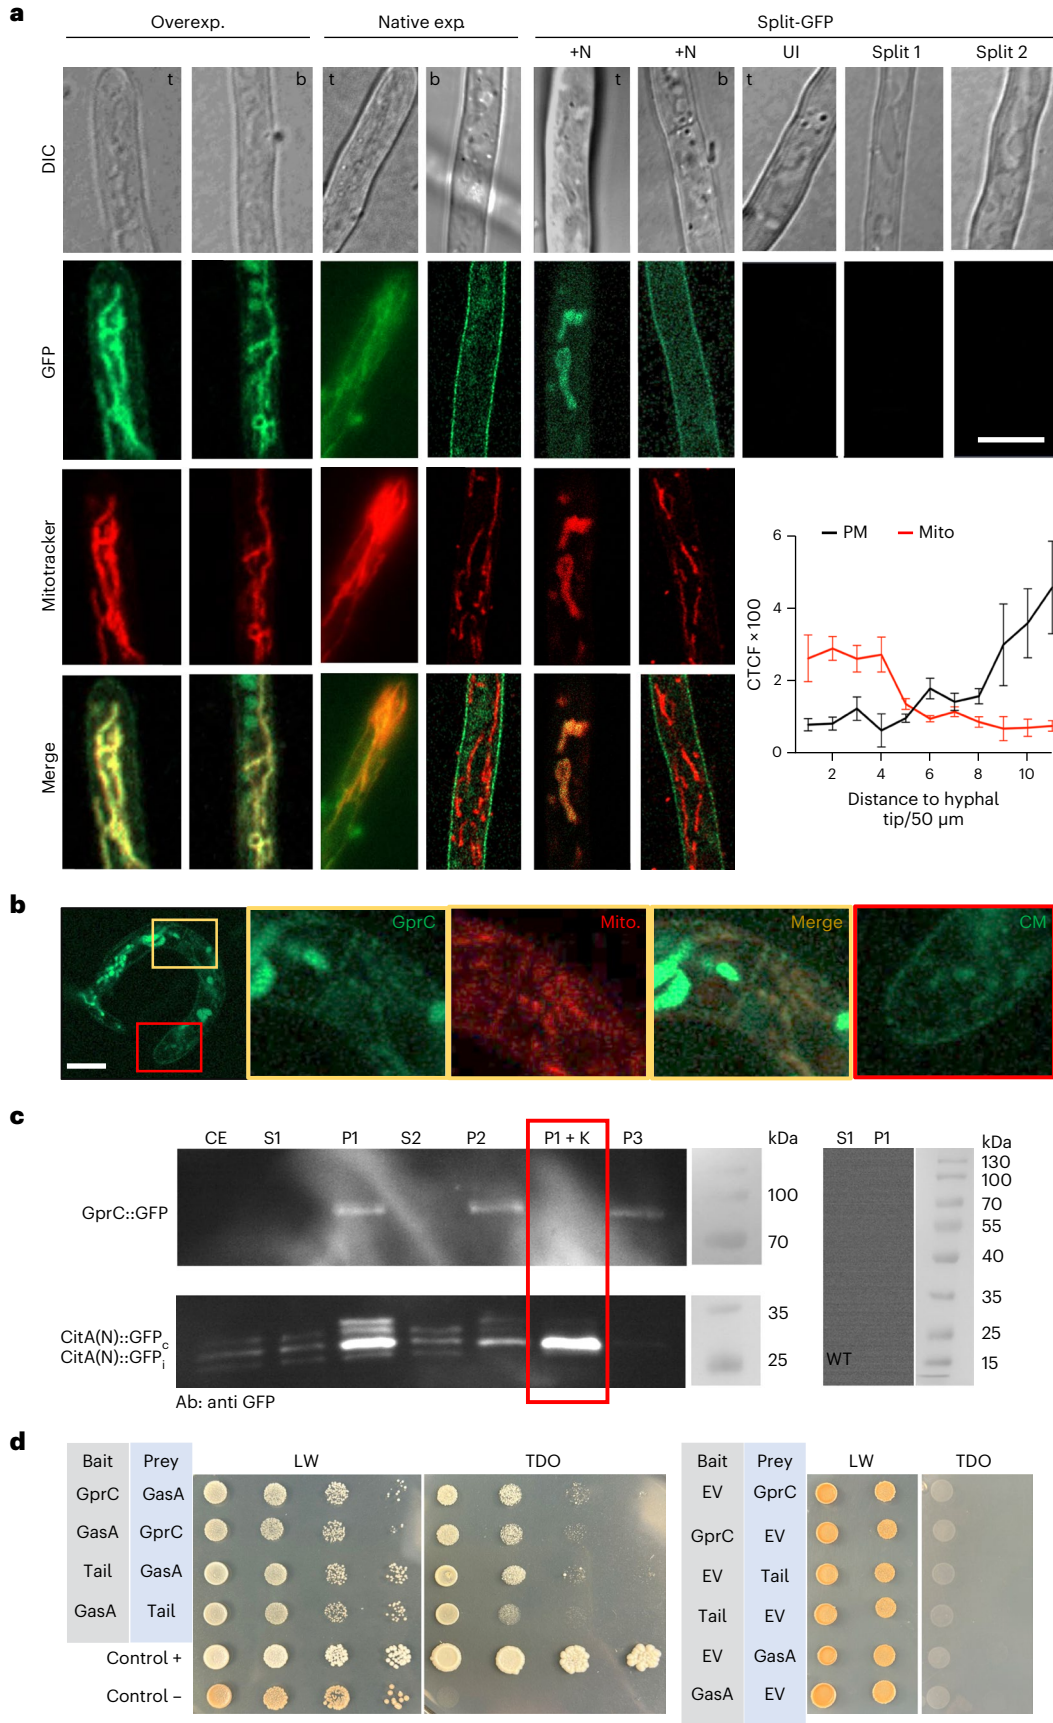 a
Overexp. Native exp. Split-GFP
+N +N UI Split 1 Split 2
DIC
t b t b t b t
GFP
Mitotracker
Merge
PM Mito
CTCF × 100
6
4
2
0
2 4 6 8 10
Distance to hyphal
tip/50 μm
b
GprC Mito. Merge CM
c
CE S1 P1 S2 P2 P1 + K P3 kDa
GprC::GFP
100
70
CitA(N)::GFPc
CitA(N)::GFPi
35
25
Ab: anti GFP
S1 P1 kDa
130
100
70
55
40
35
25
15
WT
d
Bait Prey LW TDO
GprC GasA
GasA GprC
Tail GasA
GasA Tail
Control +
Control −
Bait Prey LW TDO
EV GprC
GprC EV
EV Tail
Tail EV
EV GasA
GasA EV